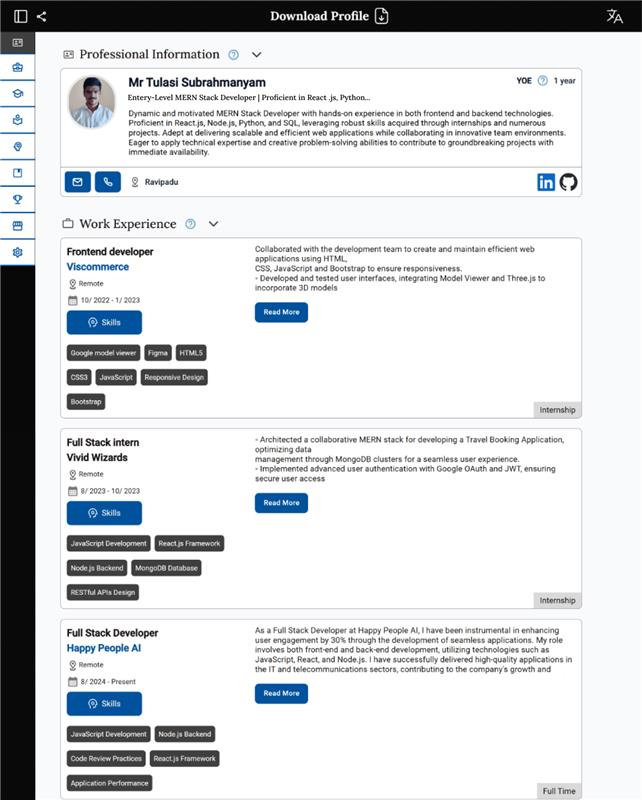 Download Profile
Professional Information
Mr Tulasi Subrahmanyam
YOE 1 year
Entery-Level MERN Stack Developer | Proficient in React .js, Python...
Dynamic and motivated MERN Stack Developer with hands-on experience in both frontend and backend technologies.
Proficient in React.js, Node.js, Python, and SQL, leveraging robust skills acquired through internships and numerous
projects. Adept at delivering scalable and efficient web applications while collaborating in innovative team environments.
Eager to apply technical expertise and creative problem-solving abilities to contribute to groundbreaking projects with
immediate availability.
Ravipadu
Work Experience
Frontend developer
Viscommerce
Remote
10/ 2022 - 1/ 2023
Skills
Google model viewer Figma HTML5
CSS3 JavaScript Responsive Design
Bootstrap
Collaborated with the development team to create and maintain efficient web
applications using HTML,
CSS, JavaScript and Bootstrap to ensure responsiveness.
- Developed and tested user interfaces, integrating Model Viewer and Three.js to
incorporate 3D models
Read More
Internship
Full Stack intern
Vivid Wizards
Remote
8/ 2023 - 10/ 2023
Skills
JavaScript Development React.js Framework
Node.js Backend MongoDB Database
RESTful APIs Design
- Architected a collaborative MERN stack for developing a Travel Booking Application,
optimizing data
management through MongoDB clusters for a seamless user experience.
- Implemented advanced user authentication with Google OAuth and JWT, ensuring
secure user access
Read More
Internship
Full Stack Developer
Happy People AI
Remote
8/ 2024 - Present
Skills
JavaScript Development Node.js Backend
Code Review Practices React.js Framework
Application Performance
As a Full Stack Developer at Happy People AI, I have been instrumental in enhancing
user engagement by 30% through the development of seamless applications. My role
involves both front-end and back-end development, utilizing technologies such as
JavaScript, React, and Node.js. I have successfully delivered high-quality applications in
the IT and telecommunications sectors, contributing to the company's growth and
Read More
Full Time